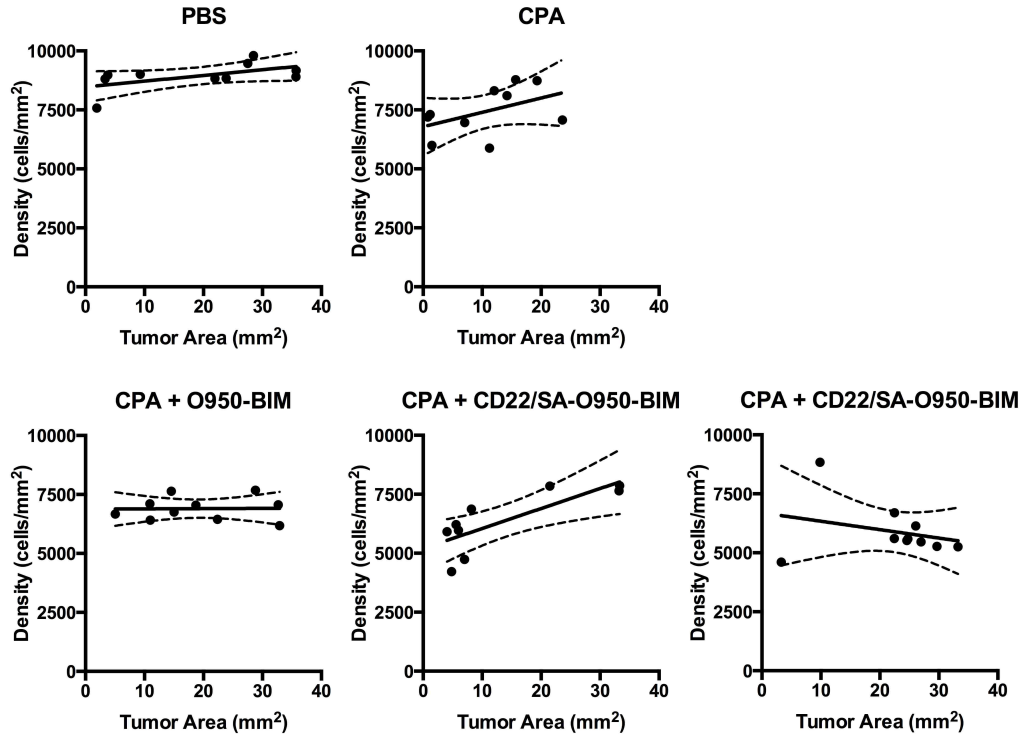 PBS
CPA
Density (cells/mm²)
10000
7500
5000
2500
0
0 10 20 30 40
Tumor Area (mm²)
Density (cells/mm²)
10000
7500
5000
2500
0
0 10 20 30 40
Tumor Area (mm²)
CPA + O950-BIM
CPA + CD22/SA-O950-BIM
CPA + CD22/SA-O950-BIM
Density (cells/mm²)
10000
7500
5000
2500
0
0 10 20 30 40
Tumor Area (mm²)
Density (cells/mm²)
10000
7500
5000
2500
0
0 10 20 30 40
Tumor Area (mm²)
Density (cells/mm²)
10000
7500
5000
2500
0
0 10 20 30 40
Tumor Area (mm²)